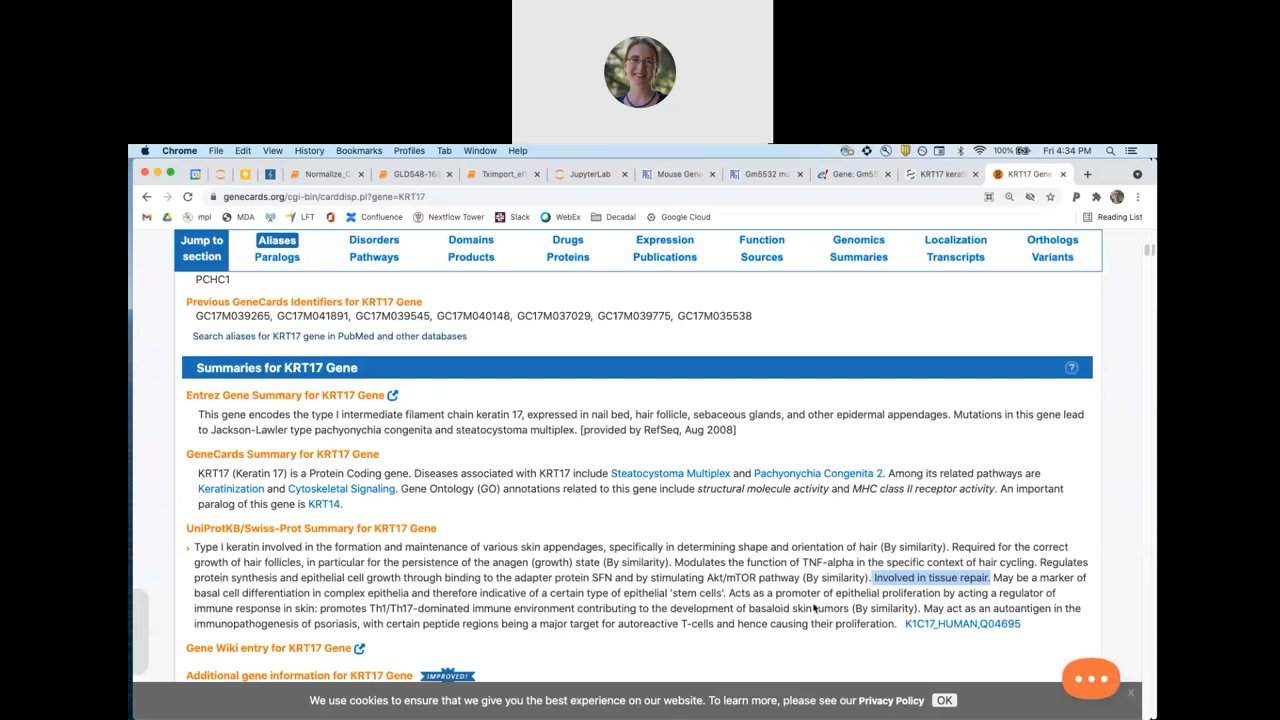 Chrome File Edit View History Bookmarks Profiles Tab Window Help 100% Fri 4:34 PM
Normalize_C GLDS48-168 Tximport_eff JupyterLab Mouse Gene Gm5532 mu Gene: Gm55 KRT17 kerat KRT17 Gene
genecards.org/cgi-bin/carddisp.pl?gene=KRT17
mpl MDA LFT Confluence Nextflow Tower Slack WebEx Decadal Google Cloud Reading List
Jump to section
Aliases Disorders Domains Drugs Expression Function Genomics Localization Orthologs
Paralogs Pathways Products Proteins Publications Sources Summaries Transcripts Variants
PCHC1
Previous GeneCards Identifiers for KRT17 Gene
GC17M039265, GC17M041891, GC17M039545, GC17M040148, GC17M037029, GC17M039775, GC17M035538
Search aliases for KRT17 gene in PubMed and other databases
Summaries for KRT17 Gene ?
Entrez Gene Summary for KRT17 Gene
This gene encodes the type I intermediate filament chain keratin 17, expressed in nail bed, hair follicle, sebaceous glands, and other epidermal appendages. Mutations in this gene lead
to Jackson-Lawler type pachyonychia congenita and steatocystoma multiplex. [provided by RefSeq, Aug 2008]
GeneCards Summary for KRT17 Gene
KRT17 (Keratin 17) is a Protein Coding gene. Diseases associated with KRT17 include Steatocystoma Multiplex and Pachyonychia Congenita 2. Among its related pathways are
Keratinization and Cytoskeletal Signaling. Gene Ontology (GO) annotations related to this gene include structural molecule activity and MHC class II receptor activity. An important
paralog of this gene is KRT14.
UniProtKB/Swiss-Prot Summary for KRT17 Gene
Type I keratin involved in the formation and maintenance of various skin appendages, specifically in determining shape and orientation of hair (By similarity). Required for the correct
growth of hair follicles, in particular for the persistence of the anagen (growth) state (By similarity). Modulates the function of TNF-alpha in the specific context of hair cycling. Regulates
protein synthesis and epithelial cell growth through binding to the adapter protein SFN and by stimulating Akt/mTOR pathway (By similarity). Involved in tissue repair. May be a marker of
basal cell differentiation in complex epithelia and therefore indicative of a certain type of epithelial 'stem cells'. Acts as a promoter of epithelial proliferation by acting a regulator of
immune response in skin: promotes Th1/Th17-dominated immune environment contributing to the development of basaloid skin tumors (By similarity). May act as an autoantigen in the
immunopathogenesis of psoriasis, with certain peptide regions being a major target for autoreactive T-cells and hence causing their proliferation. K1C17_HUMAN,Q04695
Gene Wiki entry for KRT17 Gene
Additional gene information for KRT17 Gene IMPROVED!
We use cookies to ensure that we give you the best experience on our website. To learn more, please see our Privacy Policy OK X